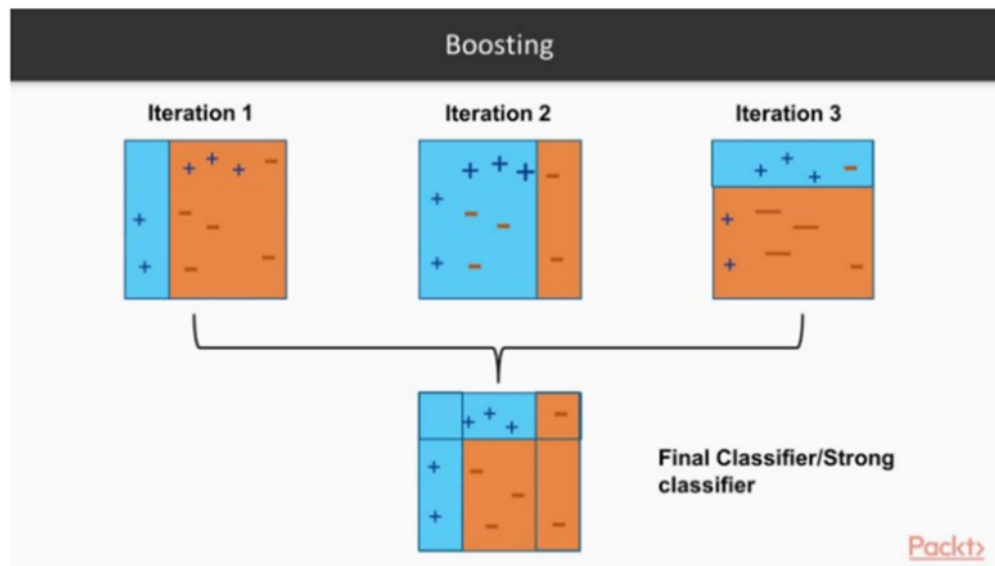 Boosting
Iteration 1
Iteration 2
Iteration 3
Final Classifier/Strong
classifier
Packt>